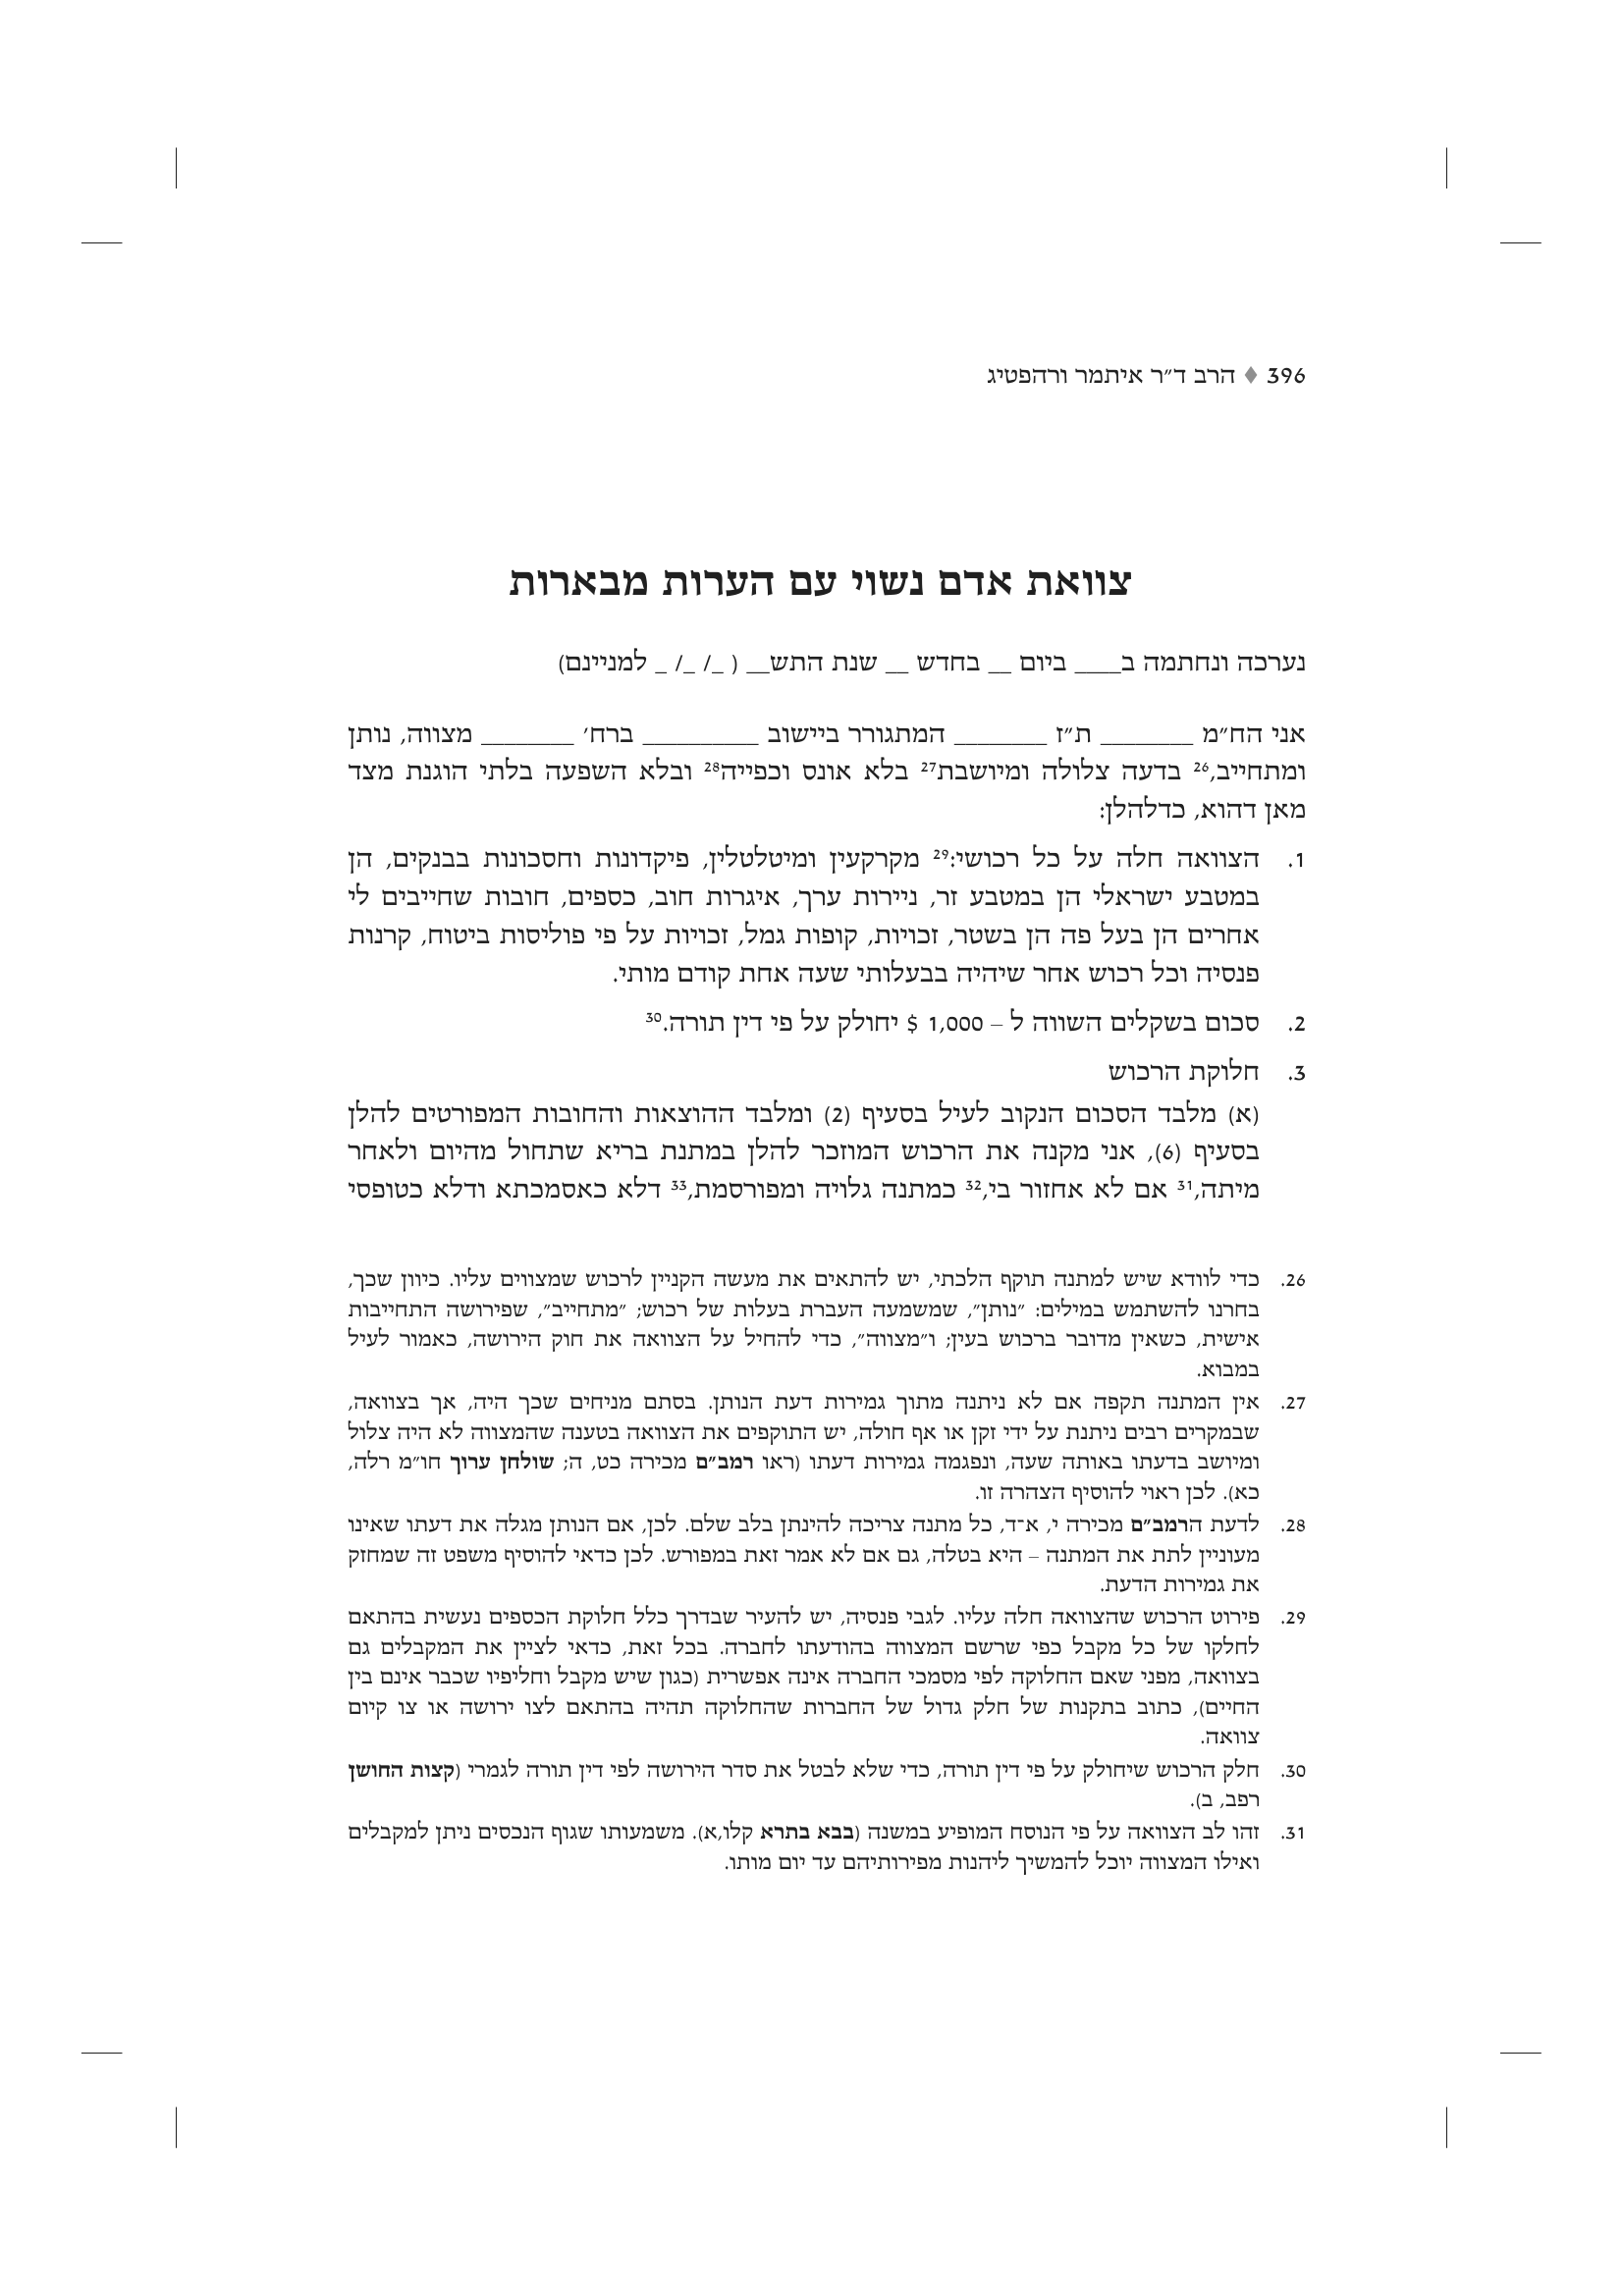 396 ♦ הרב ד״ר איתמר ורהפטיג
צוואת אדם נשוי עם הערות מבארות
נערכה ונחתמה ב____ ביום __ בחדש __ שנת התש__ ( _/ _/ _ למניינם)
אני הח״מ ________ ת״ז ________ המתגורר ביישוב __________ ברח׳ ________ מצווה, נותן
ומתחייב,26 בדעה צלולה ומיושבת27 בלא אונס וכפייה28 ובלא השפעה בלתי הוגנת מצד
מאן דהוא, כדלהלן:
1. הצוואה חלה על כל רכושי:29 מקרקעין ומיטלטלין, פיקדונות וחסכונות בבנקים, הן
במטבע ישראלי הן במטבע זר, ניירות ערך, איגרות חוב, כספים, חובות שחייבים לי
אחרים הן בעל פה הן בשטר, זכויות, קופות גמל, זכויות על פי פוליסות ביטוח, קרנות
פנסיה וכל רכוש אחר שיהיה בבעלותי שעה אחת קודם מותי.
2. סכום בשקלים השווה ל – 1,000 $ יחולק על פי דין תורה.30
3. חלוקת הרכוש
(א) מלבד הסכום הנקוב לעיל בסעיף (2) ומלבד ההוצאות והחובות המפורטים להלן
בסעיף (6), אני מקנה את הרכוש המוזכר להלן במתנת בריא שתחול מהיום ולאחר
מיתה,31 אם לא אחזור בי,32 כמתנה גלויה ומפורסמת,33 דלא כאסמכתא ודלא כטופסי
26. כדי לוודא שיש למתנה תוקף הלכתי, יש להתאים את מעשה הקניין לרכוש שמצווים עליו. כיוון שכך,
בחרנו להשתמש במילים: ״נותן״, שמשמעה העברת בעלות של רכוש; ״מתחייב״, שפירושה התחייבות
אישית, כשאין מדובר ברכוש בעין; ו״מצווה״, כדי להחיל על הצוואה את חוק הירושה, כאמור לעיל
במבוא.
27. אין המתנה תקפה אם לא ניתנה מתוך גמירות דעת הנותן. בסתם מניחים שכך היה, אך בצוואה,
שבמקרים רבים ניתנת על ידי זקן או אף חולה, יש התוקפים את הצוואה בטענה שהמצווה לא היה צלול
ומיושב בדעתו באותה שעה, ונפגמה גמירות דעתו (ראו רמב״ם מכירה כט, ה; שולחן ערוך חו״מ רלה,
כא). לכן ראוי להוסיף הצהרה זו.
28. לדעת הרמב״ם מכירה י, א־ד, כל מתנה צריכה להינתן בלב שלם. לכן, אם הנותן מגלה את דעתו שאינו
מעוניין לתת את המתנה – היא בטלה, גם אם לא אמר זאת במפורש. לכן כדאי להוסיף משפט זה שמחזק
את גמירות הדעת.
29. פירוט הרכוש שהצוואה חלה עליו. לגבי פנסיה, יש להעיר שבדרך כלל חלוקת הכספים נעשית בהתאם
לחלקו של כל מקבל כפי שרשם המצווה בהודעתו לחברה. בכל זאת, כדאי לציין את המקבלים גם
בצוואה, מפני שאם החלוקה לפי מסמכי החברה אינה אפשרית (כגון שיש מקבל וחליפיו שכבר אינם בין
החיים), כתוב בתקנות של חלק גדול של החברות שהחלוקה תהיה בהתאם לצו ירושה או צו קיום
צוואה.
30. חלק הרכוש שיחולק על פי דין תורה, כדי שלא לבטל את סדר הירושה לפי דין תורה לגמרי (קצות החושן
רפב, ב).
31. זהו לב הצוואה על פי הנוסח המופיע במשנה (בבא בתרא קלו,א). משמעותו שגוף הנכסים ניתן למקבלים
ואילו המצווה יוכל להמשיך ליהנות מפירותיהם עד יום מותו.